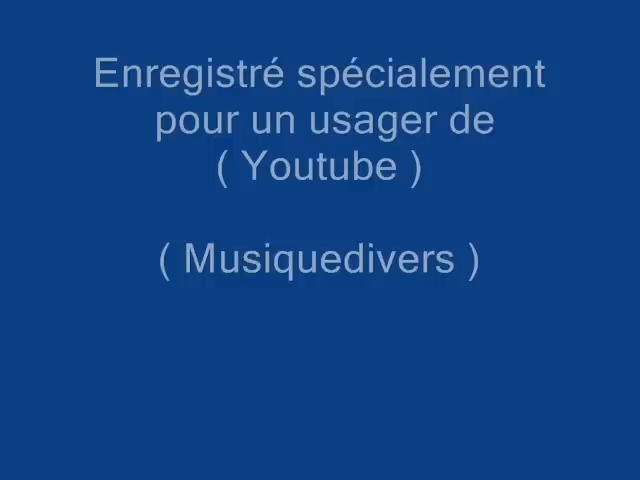 Enregistré spécialement
pour un usager de
( Youtube )
( Musiquedivers )